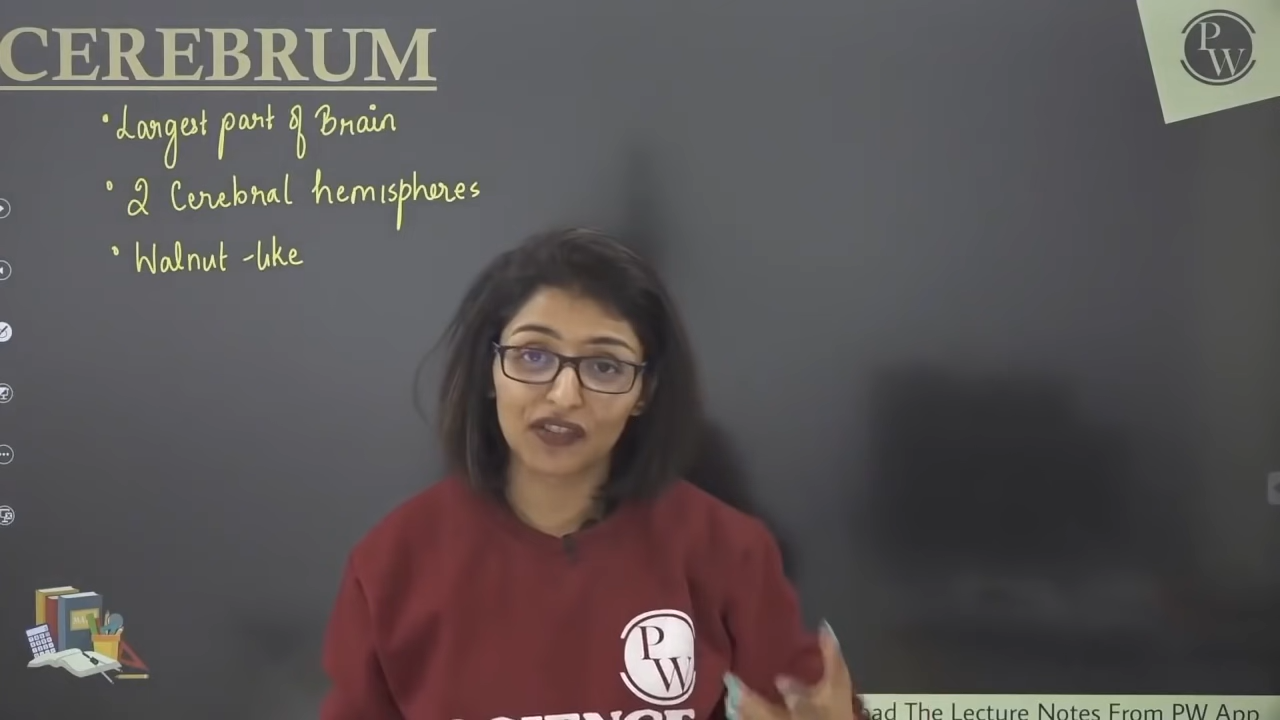 CEREBRUM
• Largest part of Brain
• 2 Cerebral hemispheres
• Walnut-like
PW
PW
SCIENCE
ad The Lecture Notes From PW App